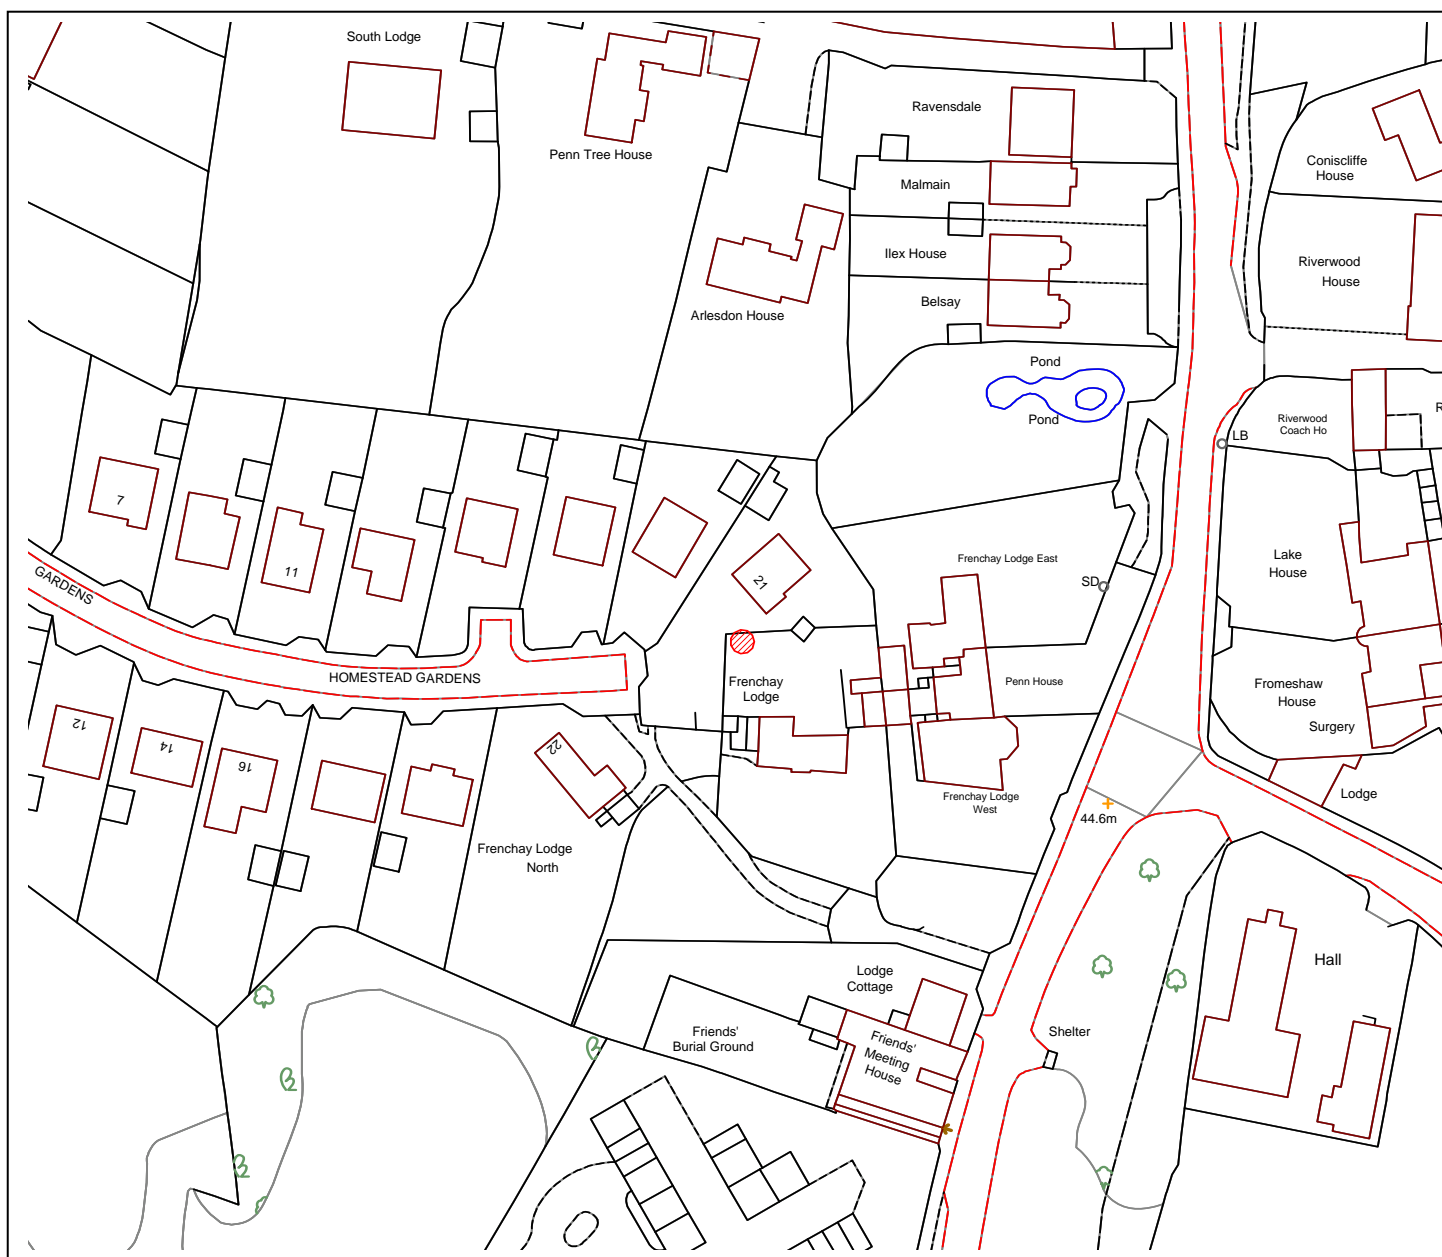 South Lodge
Penn Tree House
Ravensdale
Malmain
Ilex House
Belsay
Arlesdon House
Coniscliffe
House
Riverwood
House
Pond
Pond
Riverwood
Coach Ho
R
LB
7
11
21
Lake
House
Frenchay Lodge East
SD
GARDENS
HOMESTEAD GARDENS
Frenchay
Lodge
Penn House
Fromeshaw
House
Surgery
12
14
16
22
Frenchay Lodge
West
Lodge
44.6m
Frenchay Lodge
North
Hall
Lodge
Cottage
Friends'
Burial Ground
Friends'
Meeting
House
Shelter